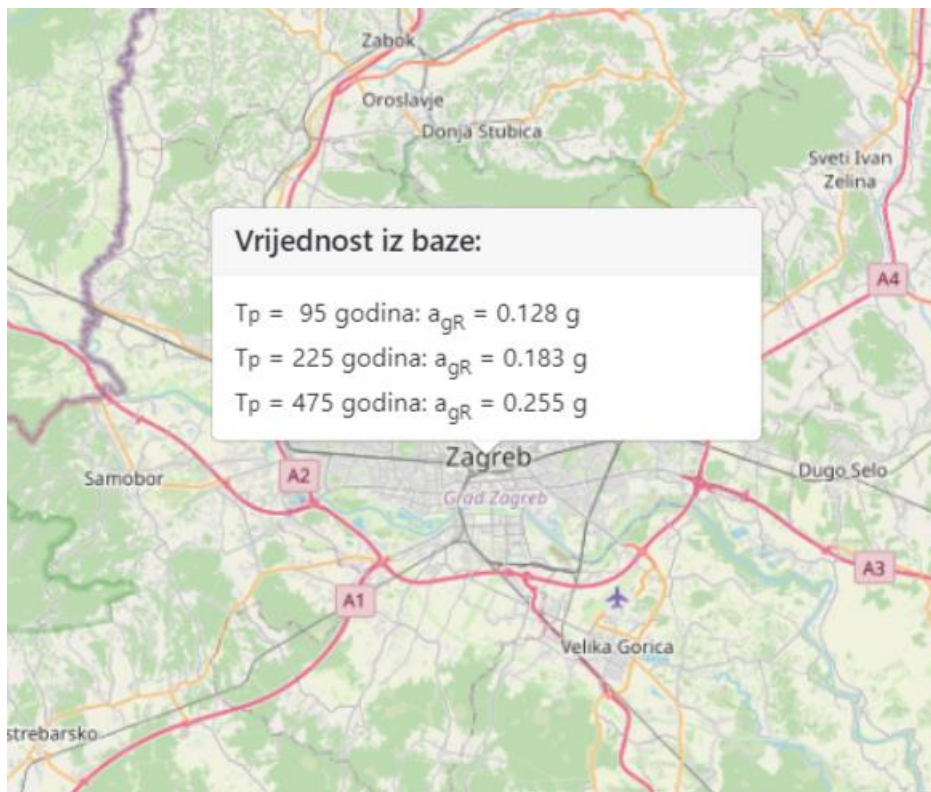 Zabok
Oroslavje
Donja Stubica
Sveti Ivan
Zelina
Vrijednost iz baze:
A4
Tp = 95 godina: agR = 0.128 g
Tp = 225 godina: agR = 0.183 g
Tp = 475 godina: agR = 0.255 g
Zagreb
Samobor
A2
Dugo Selo
Grad Zagreb
A3
A1
Velika Gorica
strebarsko